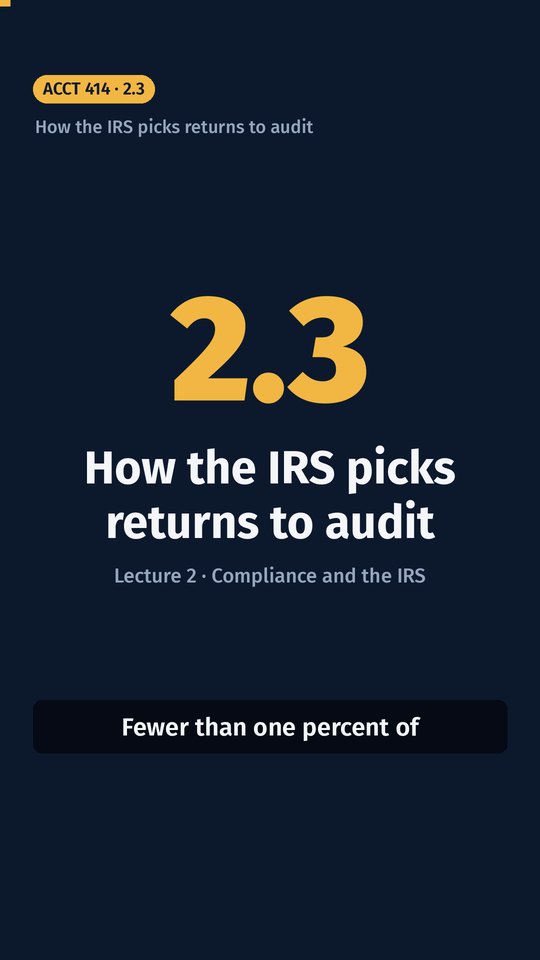 ACCT 414 · 2.3
How the IRS picks returns to audit
2.3
How the IRS picks
returns to audit
Lecture 2 · Compliance and the IRS
Fewer than one percent of